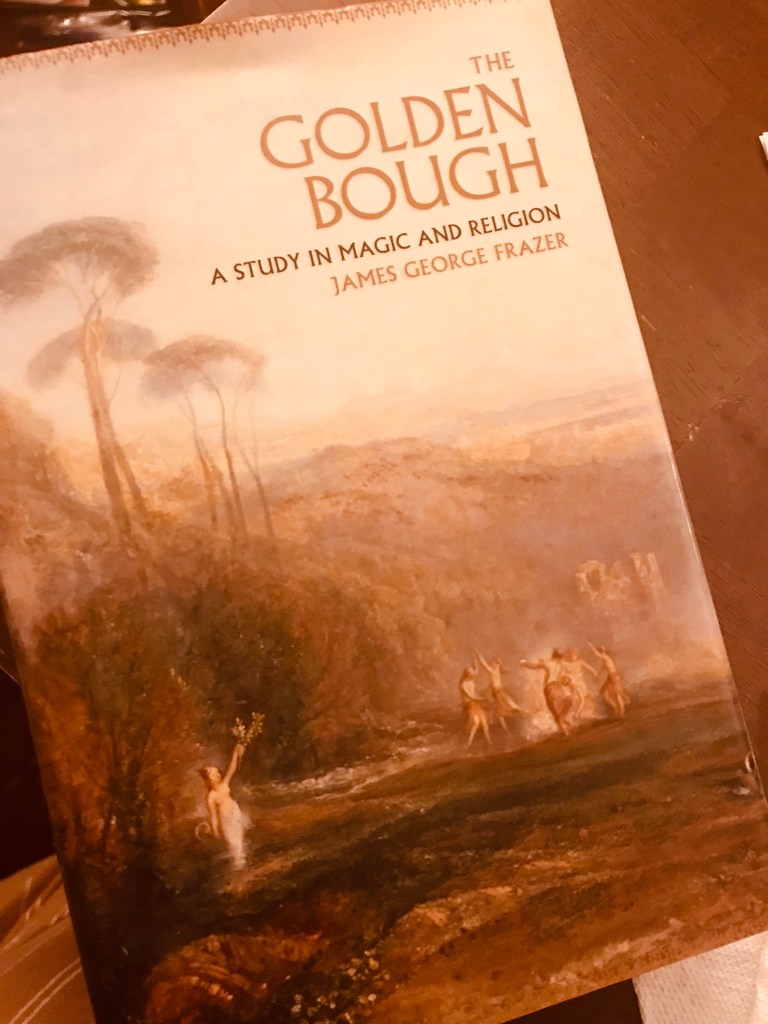 THE
GOLDEN
BOUGH
A STUDY IN MAGIC AND RELIGION
JAMES GEORGE FRAZER